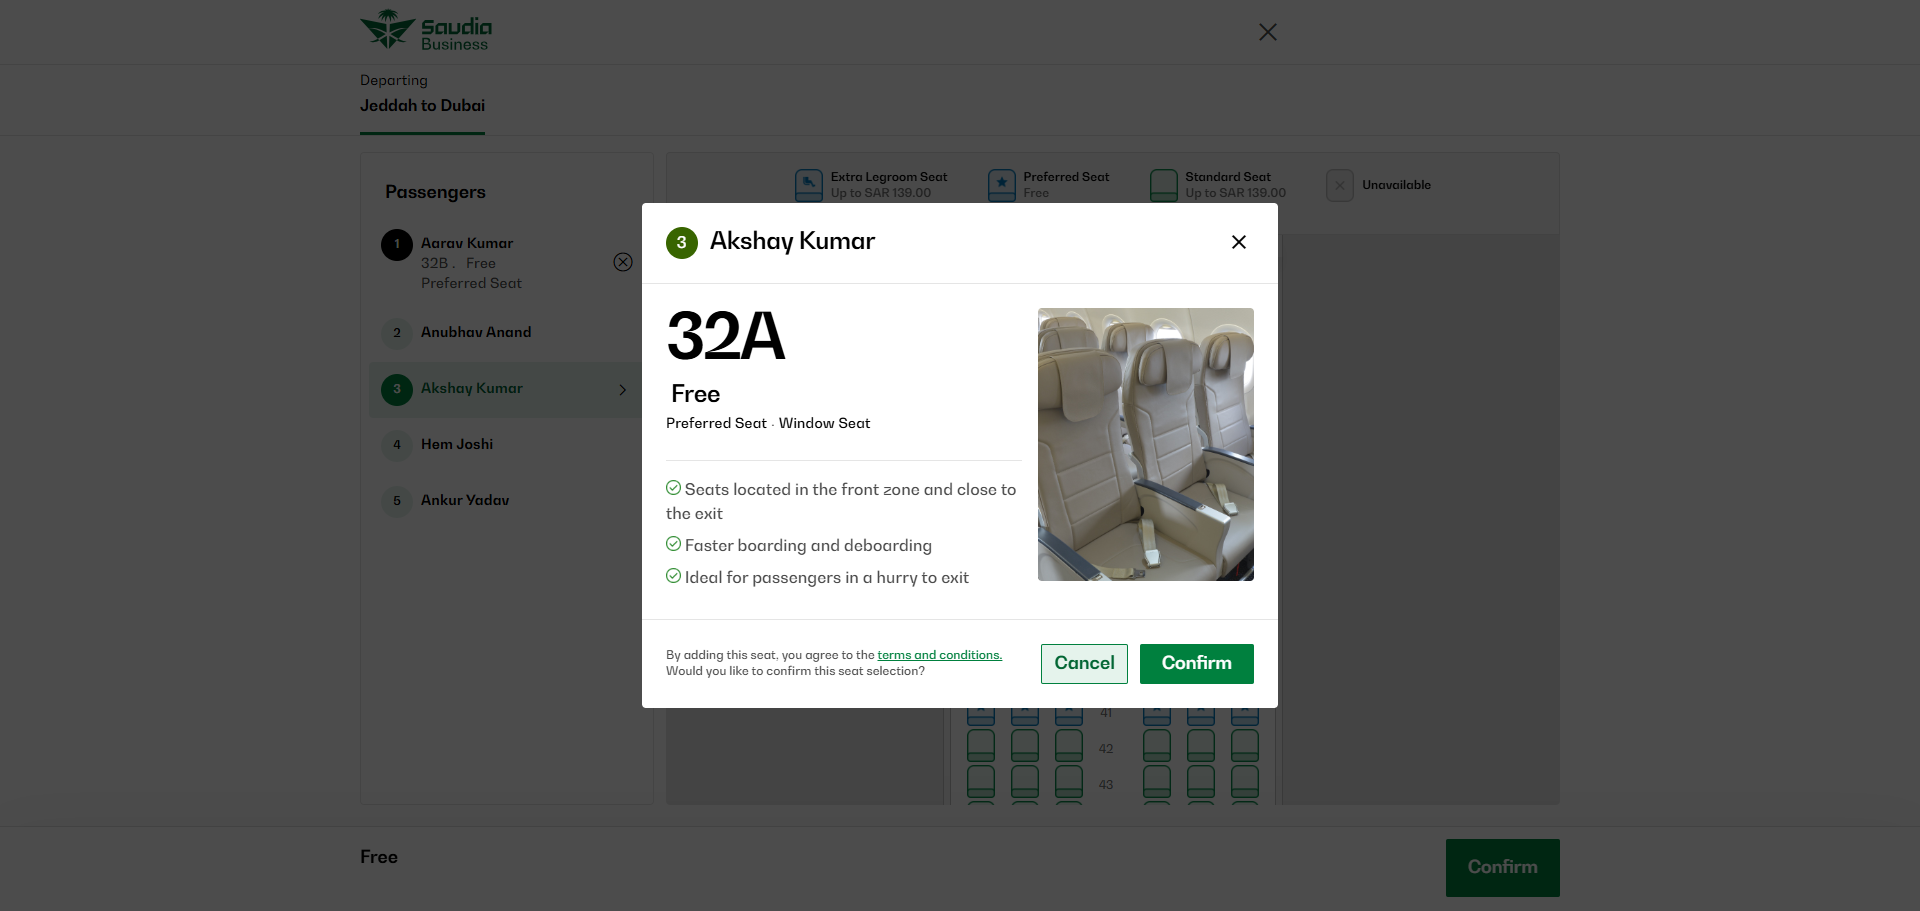 Saudia
Business
Departing
Jeddah to Dubai
Passengers
1
Aarav Kumar
32B . Free
Preferred Seat
2
Anubhav Anand
3
Akshay Kumar
4
Hem Joshi
5
Ankur Yadav
Extra Legroom Seat
Up to SAR 139.00
Preferred Seat
Free
Standard Seat
Up to SAR 139.00
Unavailable
3
Akshay Kumar
32A
Free
Preferred Seat · Window Seat
Seats located in the front zone and close to
the exit
Faster boarding and deboarding
Ideal for passengers in a hurry to exit
By adding this seat, you agree to the terms and conditions.
Would you like to confirm this seat selection?
Cancel
Confirm
41
42
43
Free
Confirm